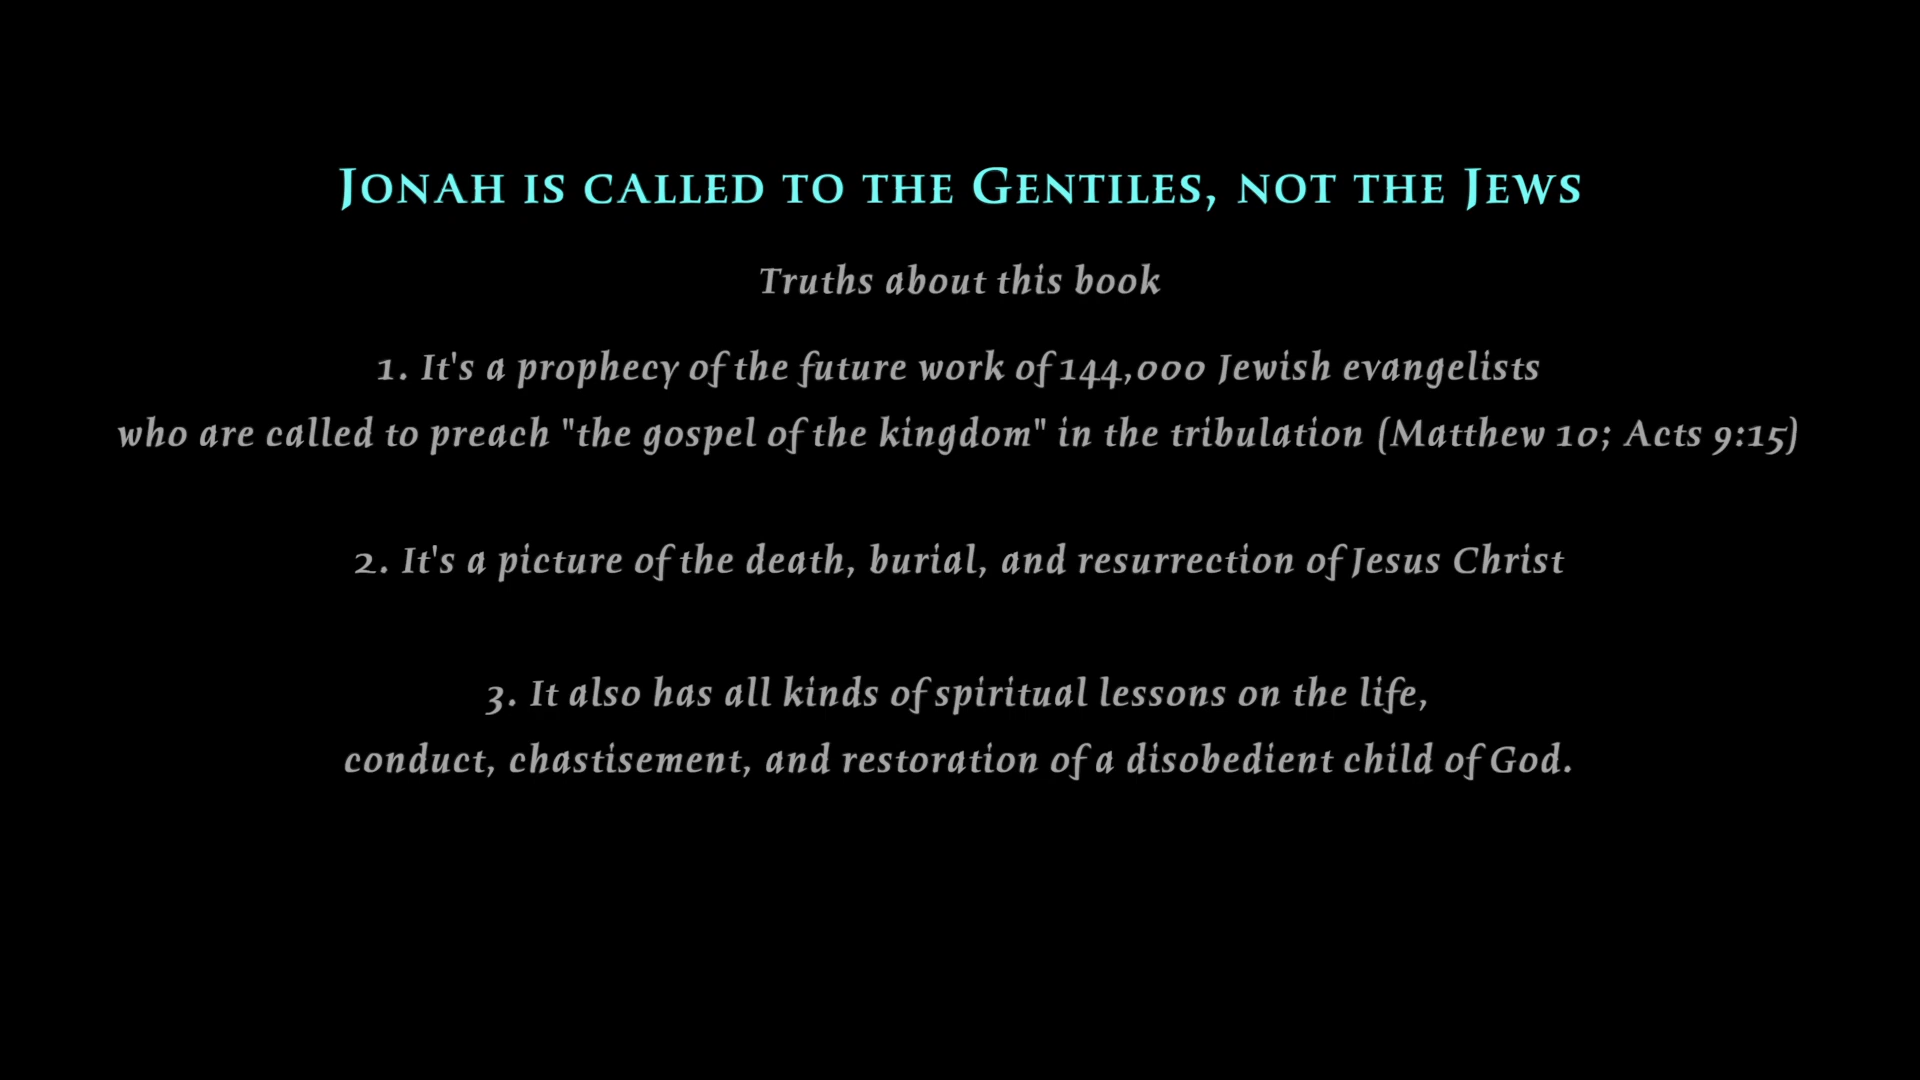 Jonah is called to the Gentiles, not the Jews
Truths about this book
1. It's a prophecy of the future work of 144,000 Jewish evangelists
who are called to preach "the gospel of the kingdom" in the tribulation (Matthew 10; Acts 9:15)
2. It's a picture of the death, burial, and resurrection of Jesus Christ
3. It also has all kinds of spiritual lessons on the life,
conduct, chastisement, and restoration of a disobedient child of God.